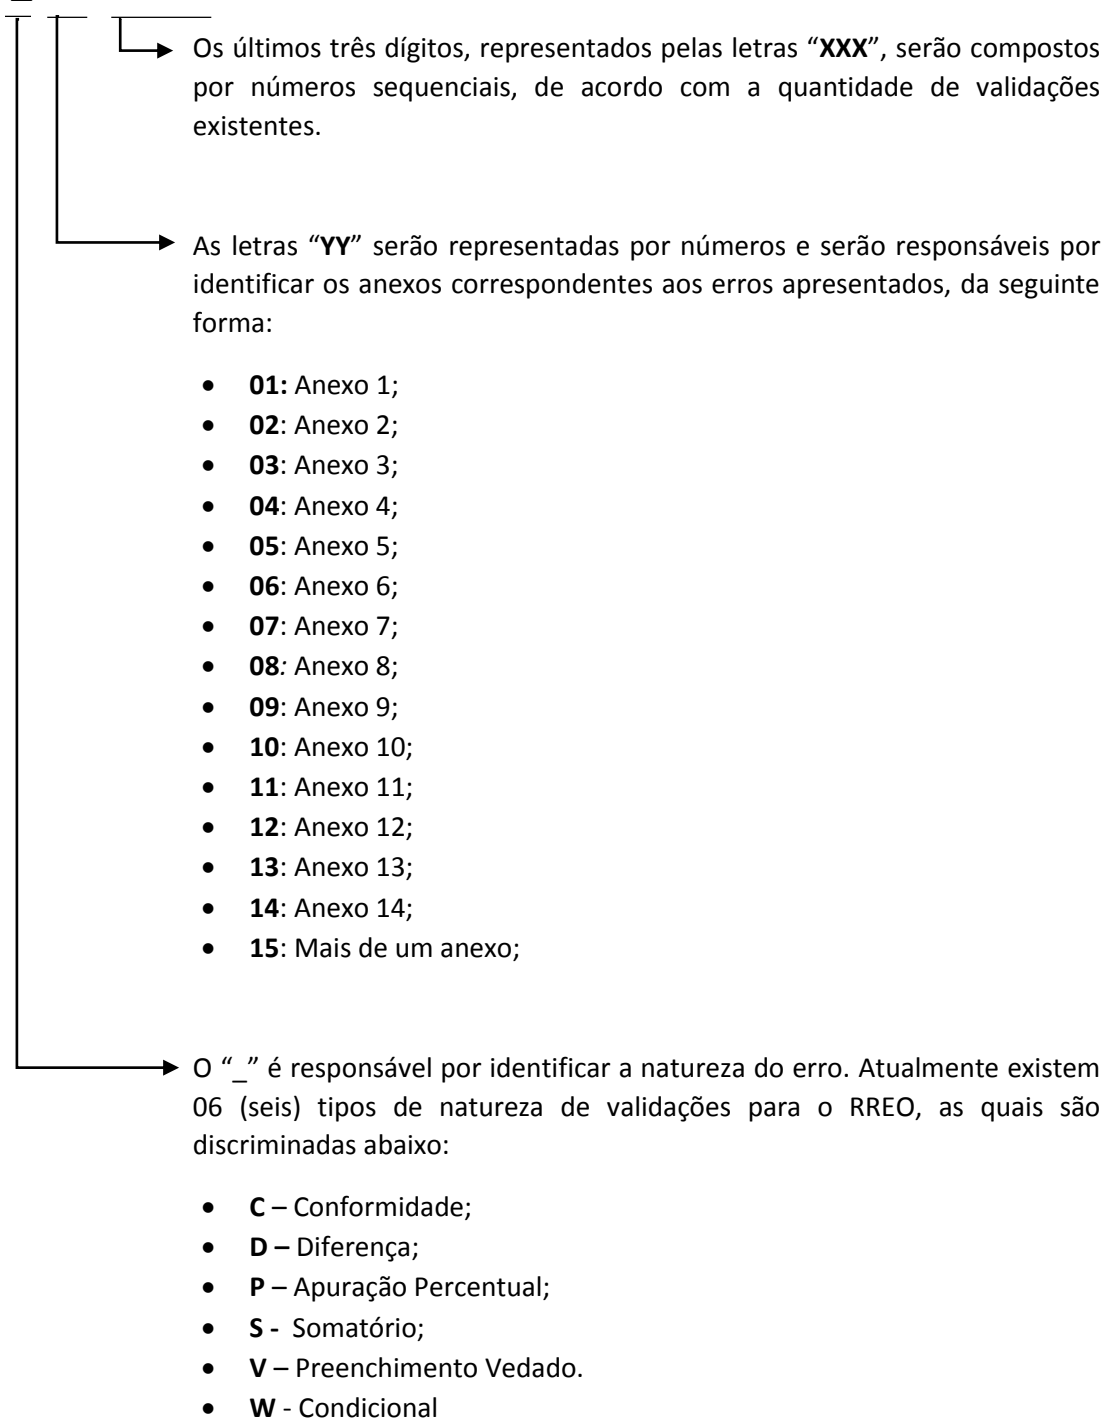 Os últimos três dígitos, representados pelas letras “XXX”, serão compostos
por números sequenciais, de acordo com a quantidade de validações
existentes.
As letras “YY” serão representadas por números e serão responsáveis por
identificar os anexos correspondentes aos erros apresentados, da seguinte
forma:
• 01: Anexo 1;
• 02: Anexo 2;
• 03: Anexo 3;
• 04: Anexo 4;
• 05: Anexo 5;
• 06: Anexo 6;
• 07: Anexo 7;
• 08: Anexo 8;
• 09: Anexo 9;
• 10: Anexo 10;
• 11: Anexo 11;
• 12: Anexo 12;
• 13: Anexo 13;
• 14: Anexo 14;
• 15: Mais de um anexo;
O “_” é responsável por identificar a natureza do erro. Atualmente existem
06 (seis) tipos de natureza de validações para o RREO, as quais são
discriminadas abaixo:
• C – Conformidade;
• D – Diferença;
• P – Apuração Percentual;
• S - Somatório;
• V – Preenchimento Vedado.
• W - Condicional